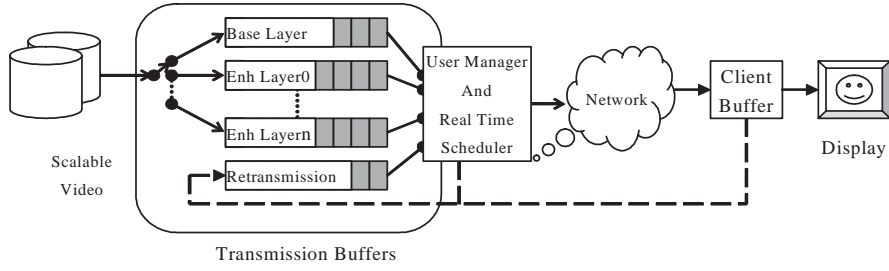 Base Layer
Enh Layer0
Enh Layern
Retransmission
User Manager
And
Real Time
Scheduler
Network
Client
Buffer
Display
Scalable
Video
Transmission Buffers